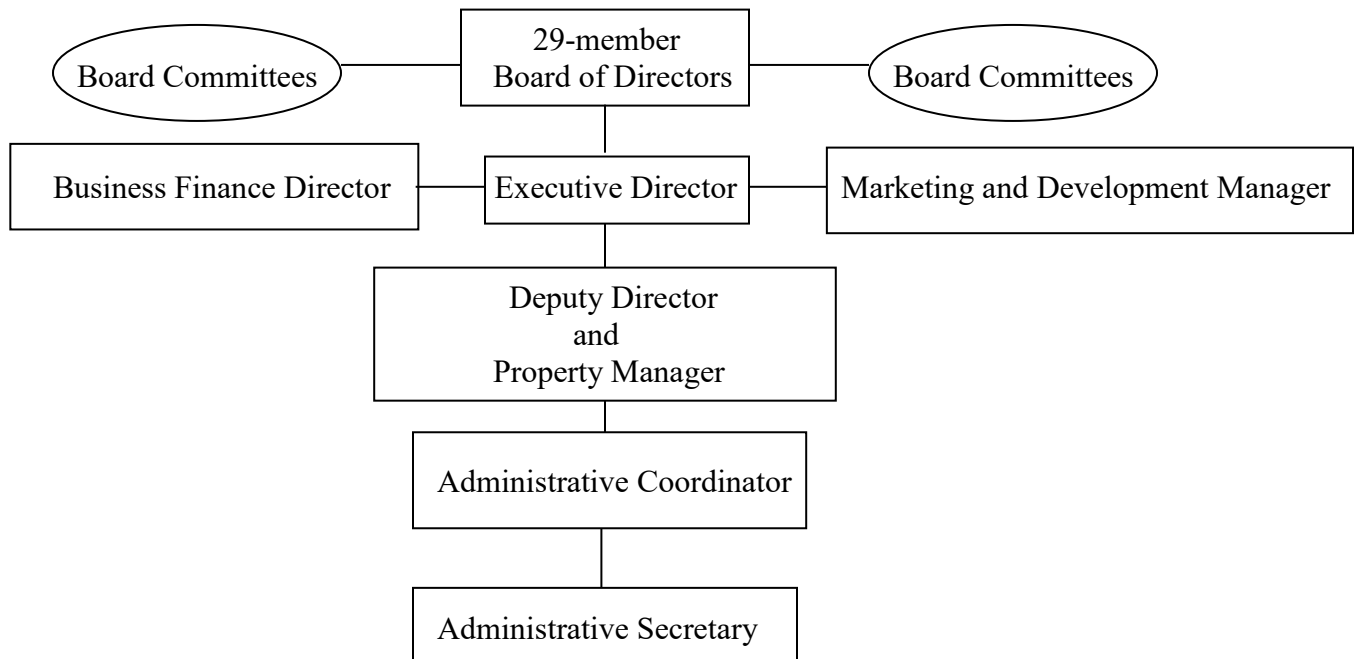 29-member
Board of Directors
Board Committees
Board Committees
Business Finance Director
Executive Director
Marketing and Development Manager
Deputy Director
and
Property Manager
Administrative Coordinator
Administrative Secretary